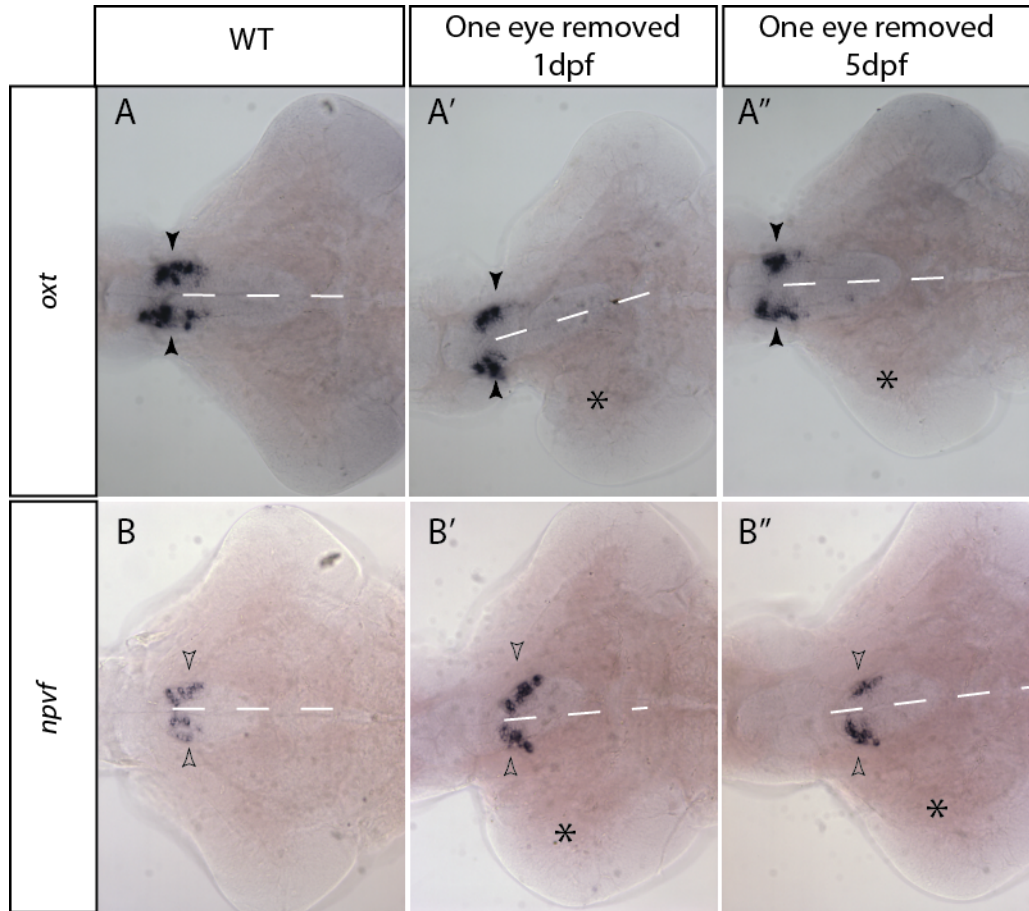 WT
One eye removed
1dpf
One eye removed
5dpf
oxt
A
A′
A″
*
*
npvf
B
B′
B″
*
*